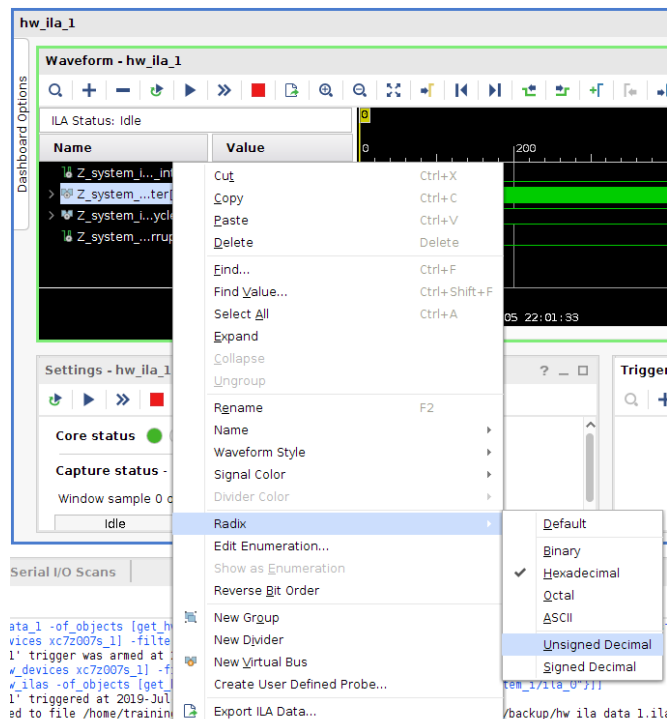 hw_ila_1
Dashboard Options
Waveform - hw_ila_1
ILA Status: Idle
0
Name
Value
0
200
Z_system_i..._in
Z_system_...ter[
Z_system_i...ycle
Z_system_...rrup
05 22:01:33
Cut Ctrl+X
Copy Ctrl+C
Paste Ctrl+V
Delete Delete
Find... Ctrl+F
Find Value... Ctrl+Shift+F
Select All Ctrl+A
Expand
Collapse
Ungroup
Rename F2
Name
Waveform Style
Signal Color
Divider Color
Radix
Edit Enumeration...
Show as Enumeration
Reverse Bit Order
New Group
New Divider
New Virtual Bus
Create User Defined Probe...
Export ILA Data...
Default
Binary
Hexadecimal
Octal
ASCII
Unsigned Decimal
Signed Decimal
Settings - hw_ila_1
?
Trigger
Core status
Capture status -
Window sample 0 o
Idle
Serial I/O Scans
ata_1 -of_objects [get_h
vices xc7z007s_1] -filte
l' trigger was armed at
w_devices xc7z007s_1] -f
w_ilas -of_objects [get_
tem_i/ila_0"}]]
l' triggered at 2019-Jul
ed to file /home/training
/backup/hw_ila_data_1.ila